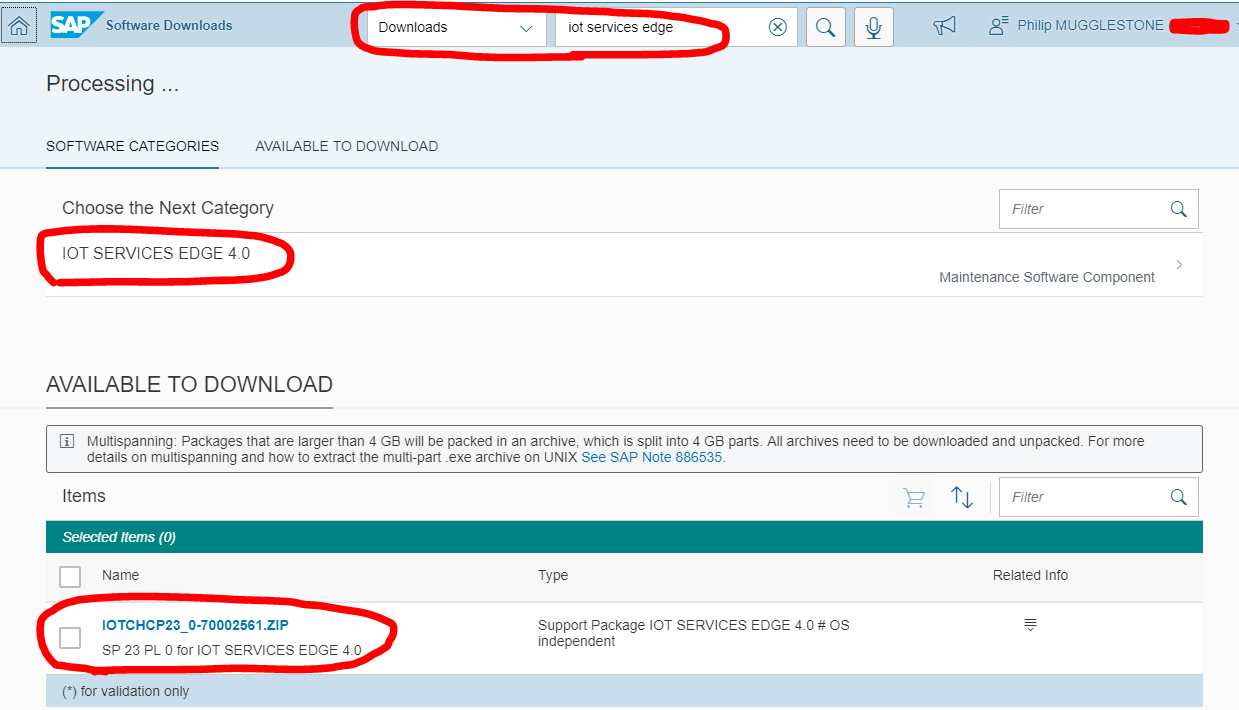 SAP Software Downloads Downloads iot services edge Philip MUGGLESTONE
Processing ...
SOFTWARE CATEGORIES AVAILABLE TO DOWNLOAD
Choose the Next Category Filter
IOT SERVICES EDGE 4.0
Maintenance Software Component
AVAILABLE TO DOWNLOAD
Multispanning: Packages that are larger than 4 GB will be packed in an archive, which is split into 4 GB parts. All archives need to be downloaded and unpacked. For more
details on multispanning and how to extract the multi-part .exe archive on UNIX See SAP Note 886535.
Items Filter
Selected Items (0)
Name Type Related Info
IOTCHCP23_0-70002561.ZIP Support Package IOT SERVICES EDGE 4.0 # OS
independent
SP 23 PL 0 for IOT SERVICES EDGE 4.0
(*) for validation only